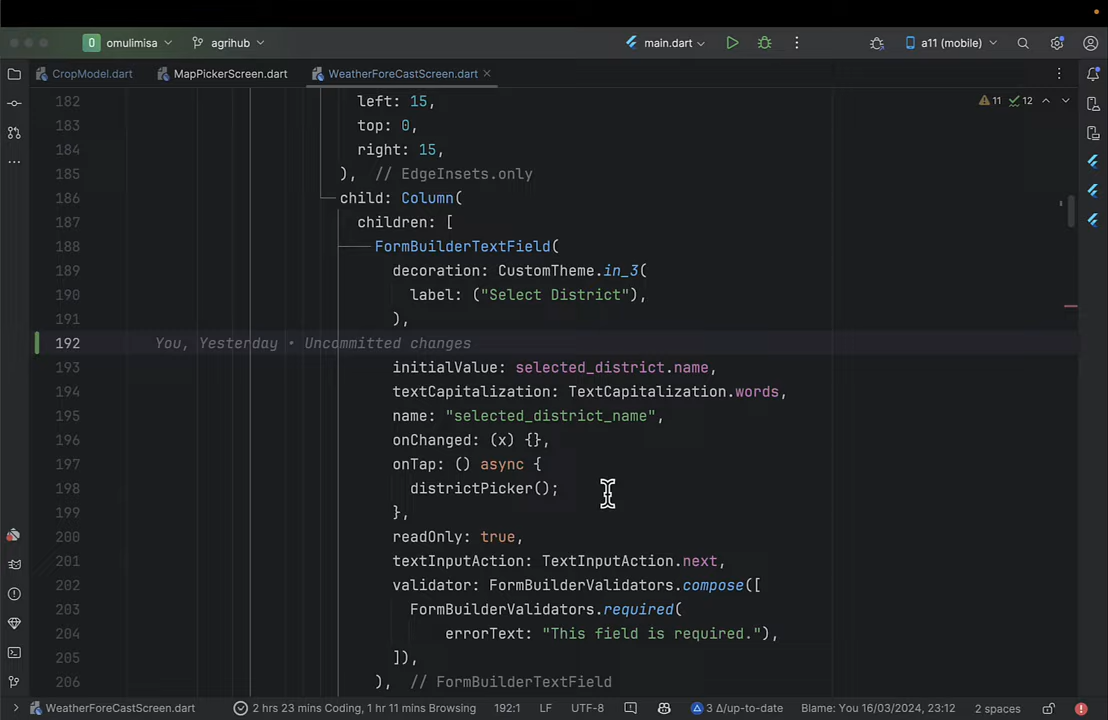 O omulimisa agrihub main.dart a11 (mobile)
CropModel.dart MapPickerScreen.dart WeatherForeCastScreen.dart
182 left: 15,
183 top: 0,
184 right: 15,
185 ), // EdgeInsets.only
186 child: Column(
187 children: [
188 FormBuilderTextField(
189 decoration: CustomTheme.in_3(
190 label: ("Select District"),
191 ),
192 You, Yesterday • Uncommitted changes
193 initialValue: selected_district.name,
194 textCapitalization: TextCapitalization.words,
195 name: "selected_district_name",
196 onChanged: (x) {},
197 onTap: () async {
198 districtPicker();
199 },
200 readOnly: true,
201 textInputAction: TextInputAction.next,
202 validator: FormBuilderValidators.compose([
203 FormBuilderValidators.required(
204 errorText: "This field is required."),
205 ]),
206 ), // FormBuilderTextField
11 12
WeatherForeCastScreen.dart 2 hrs 23 mins Coding, 1 hr 11 mins Browsing 192:1 LF UTF-8 3 Δ/up-to-date Blame: You 16/03/2024, 23:12 2 spaces